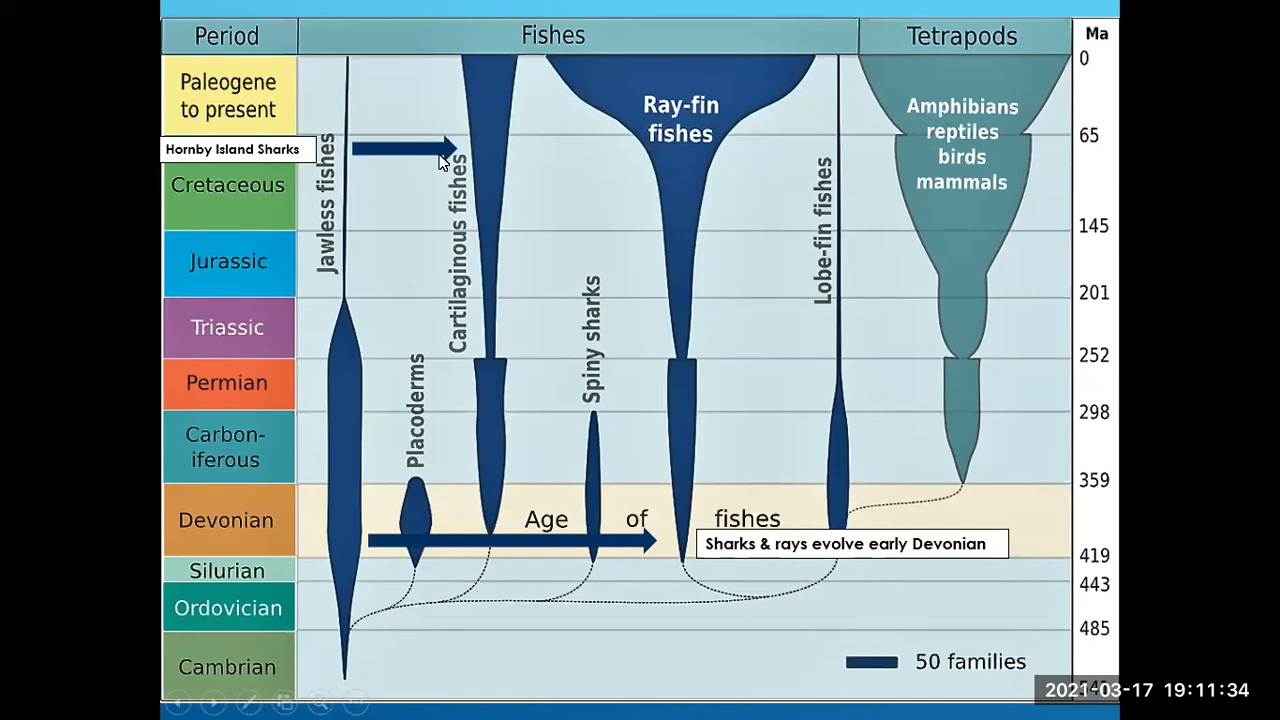 Period
Fishes
Tetrapods
Ma
Paleogene
to present
Hornby Island Sharks
Cretaceous
Jurassic
Triassic
Permian
Carbon-
iferous
Devonian
Silurian
Ordovician
Cambrian
Jawless fishes
Placoderms
Cartilaginous fishes
Spiny sharks
Ray-fin
fishes
Lobe-fin fishes
Amphibians
reptiles
birds
mammals
Age of fishes
Sharks & rays evolve early Devonian
50 families
0
65
145
201
252
298
359
419
443
485
2021-03-17 19:11:34